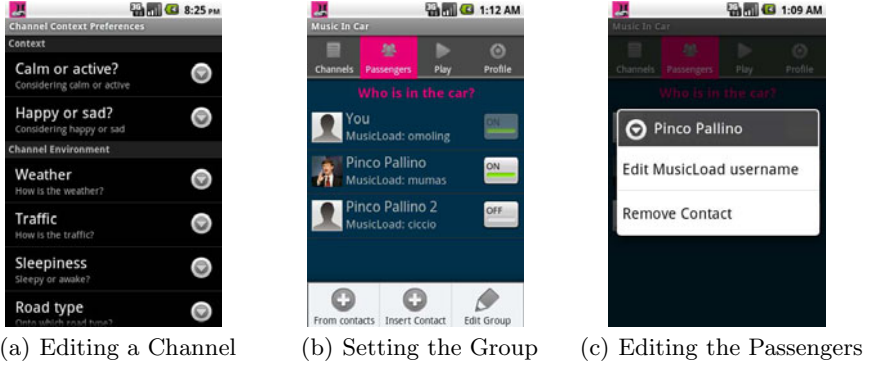 8:25 PM
Channel Context Preferences
Context
Calm or active?
Considering calm or active
Happy or sad?
Considering happy or sad
Channel Environment
Weather
How is the weather?
Traffic
How is the traffic?
Sleepiness
Sleepy or awake?
Road type
Onto which road type?
(a) Editing a Channel
1:12 AM
Music In Car
Channels Passengers Play Profile
Who is in the car?
You
MusicLoad: omoling
ON
Pinco Pallino
MusicLoad: mumas
ON
Pinco Pallino 2
MusicLoad: ciccio
OFF
From contacts Insert Contact Edit Group
(b) Setting the Group
1:09 AM
Music In Car
Channels Passengers Play Profile
Who is in the car?
Pinco Pallino
Edit MusicLoad username
Remove Contact
(c) Editing the Passengers